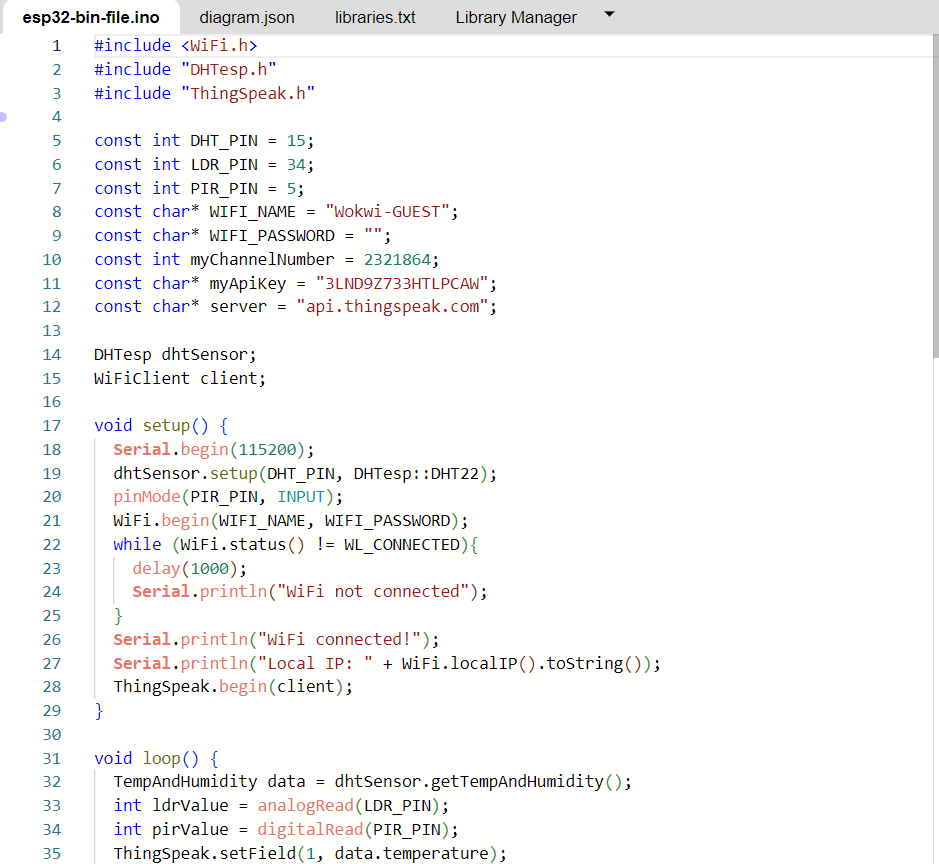 esp32-bin-file.ino diagram.json libraries.txt Library Manager
1 #include <WiFi.h>
2 #include "DHTesp.h"
3 #include "ThingSpeak.h"
4
5 const int DHT_PIN = 15;
6 const int LDR_PIN = 34;
7 const int PIR_PIN = 5;
8 const char* WIFI_NAME = "Wokwi-GUEST";
9 const char* WIFI_PASSWORD = "";
10 const int myChannelNumber = 2321864;
11 const char* myApiKey = "3LND9Z733HTLPCAW";
12 const char* server = "api.thingspeak.com";
13
14 DHTesp dhtSensor;
15 WiFiClient client;
16
17 void setup() {
18   Serial.begin(115200);
19   dhtSensor.setup(DHT_PIN, DHTesp::DHT22);
20   pinMode(PIR_PIN, INPUT);
21   WiFi.begin(WIFI_NAME, WIFI_PASSWORD);
22   while (WiFi.status() != WL_CONNECTED){
23     delay(1000);
24     Serial.println("WiFi not connected");
25   }
26   Serial.println("WiFi connected!");
27   Serial.println("Local IP: " + WiFi.localIP().toString());
28   ThingSpeak.begin(client);
29 }
30
31 void loop() {
32   TempAndHumidity data = dhtSensor.getTempAndHumidity();
33   int ldrValue = analogRead(LDR_PIN);
34   int pirValue = digitalRead(PIR_PIN);
35   ThingSpeak.setField(1, data.temperature);